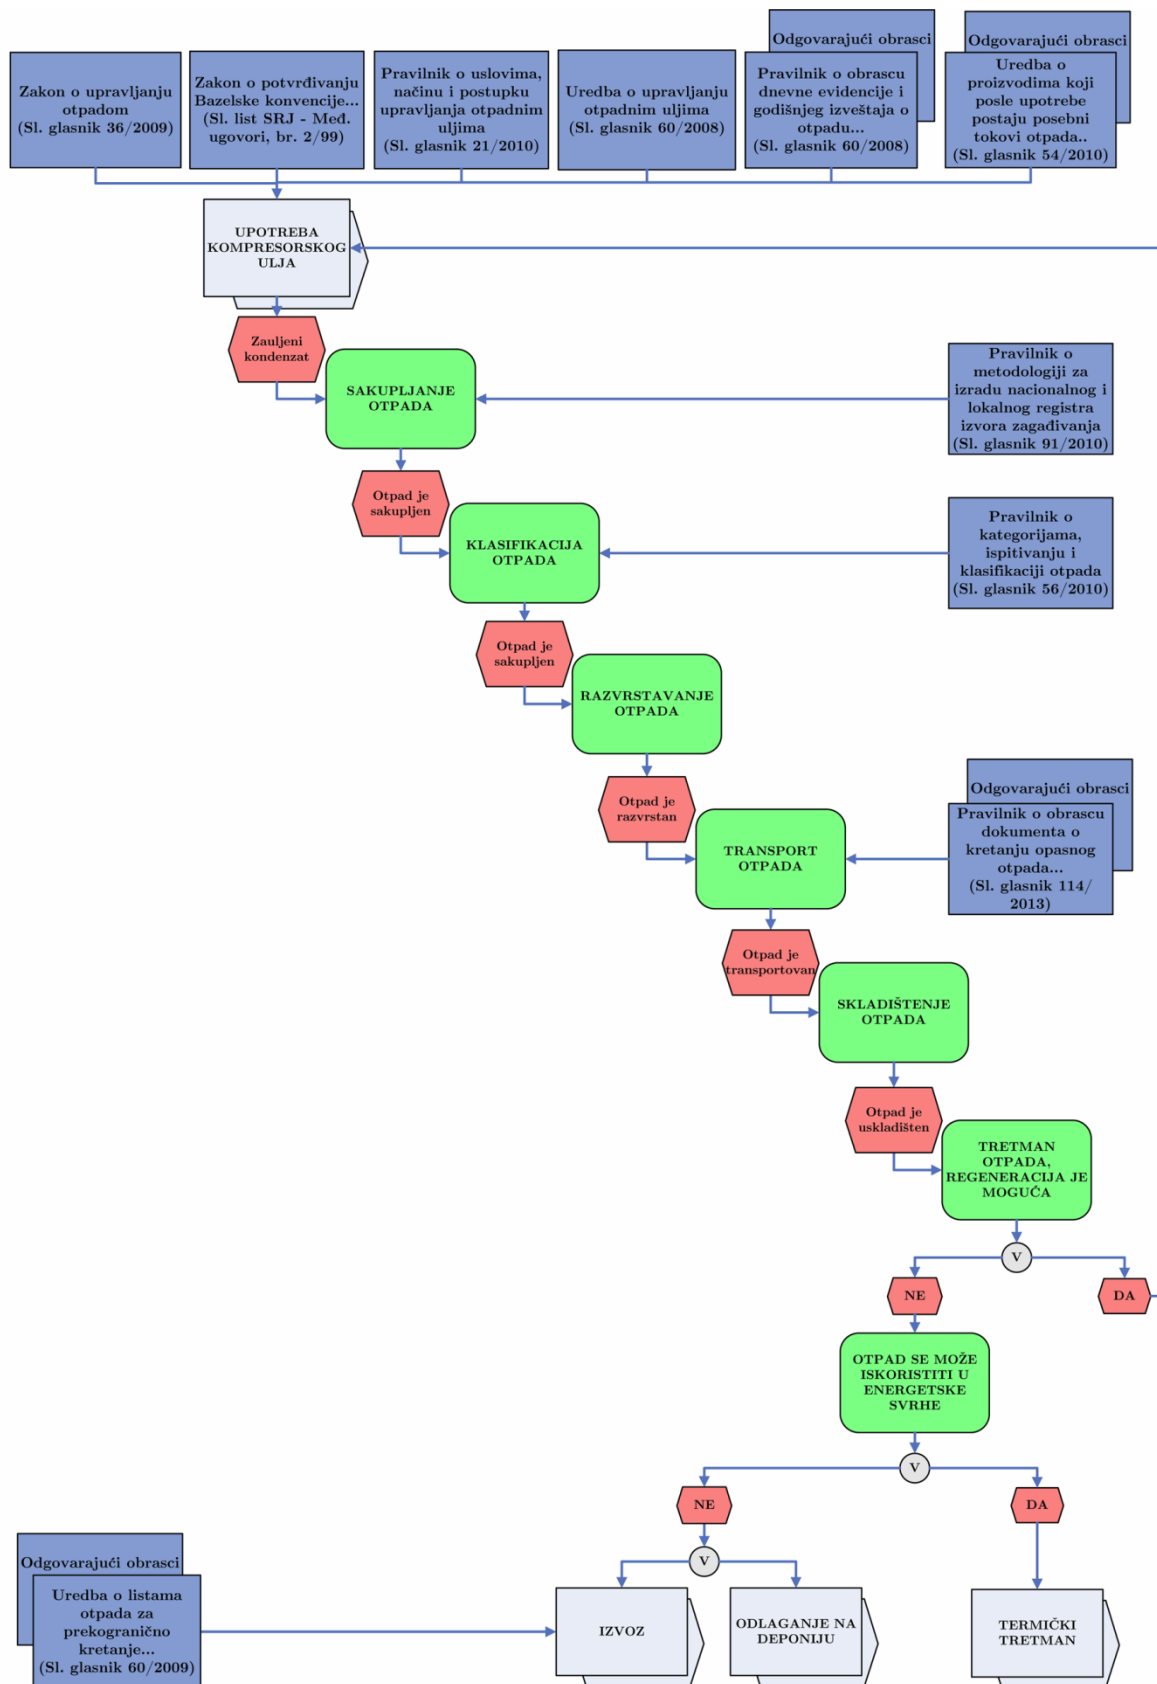 Zakon o upravljanju
otpadom
(Sl. glasnik 36/2009)
Zakon o potvrđivanju
Bazelske konvencije...
(Sl. list SRJ - Međ.
ugovori, br. 2/99)
Pravilnik o uslovima,
načinu i postupku
upravljanja otpadnim
uljima
(Sl. glasnik 21/2010)
Uredba o upravljanju
otpadnim uljima
(Sl. glasnik 60/2008)
Odgovarajući obrasci
Pravilnik o obrascu
dnevne evidencije i
godišnjeg izveštaja o
otpadu...
(Sl. glasnik 60/2008)
Odgovarajući obrasci
Uredba o
proizvodima koji
posle upotrebe
postaju posebni
tokovi otpada..
(Sl. glasnik 54/2010)
UPOTREBA
KOMPRESORSKOG
ULJA
Zauljeni
kondenzat
SAKUPLJANJE
OTPADA
Pravilnik o
metodologiji za
izradu nacionalnog i
lokalnog registra
izvora zagađivanja
(Sl. glasnik 91/2010)
Otpad je
sakupljen
KLASIFIKACIJA
OTPADA
Pravilnik o
kategorijama,
ispitivanju i
klasifikaciji otpada
(Sl. glasnik 56/2010)
Otpad je
sakupljen
RAZVRSTAVANJE
OTPADA
Otpad je
razvrstan
TRANSPORT
OTPADA
Odgovarajući obrasci
Pravilnik o obrascu
dokumenta o
kretanju opasnog
otpada...
(Sl. glasnik 114/
2013)
Otpad je
transportovan
SKLADIŠTENJE
OTPADA
Otpad je
uskladišten
TRETMAN
OTPADA,
REGENERACIJA JE
MOGUĆA
V
NE
DA
OTPAD SE MOŽE
ISKORISTITI U
ENERGETSKE
SVRHE
V
NE
DA
V
Odgovarajući obrasci
Uredba o listama
otpada za
prekogranično
kretanje...
(Sl. glasnik 60/2009)
IZVOZ
ODLAGANJE NA
DEPONIJU
TERMIČKI
TRETMAN